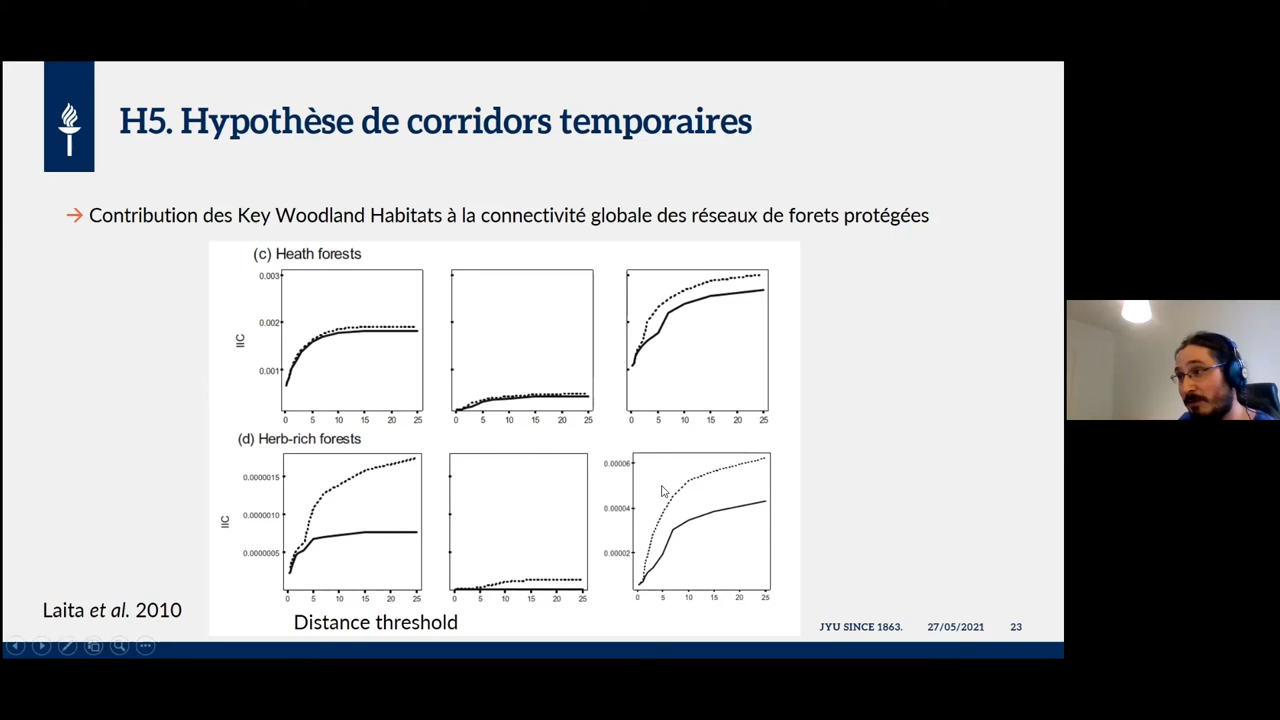 H5. Hypothèse de corridors temporaires
→ Contribution des Key Woodland Habitats à la connectivité globale des réseaux de forets protégées
(c) Heath forests
0.003
0.002
0.001
IIC
0 5 10 15 20 25
0 5 10 15 20 25
0 5 10 15 20 25
(d) Herb-rich forests
0.0000015
0.0000010
0.0000005
IIC
0.00006
0.00004
0.00002
0 5 10 15 20 25
0 5 10 15 20 25
0 5 10 15 20 25
Laita et al. 2010
Distance threshold
JYU SINCE 1863.
27/05/2021
23